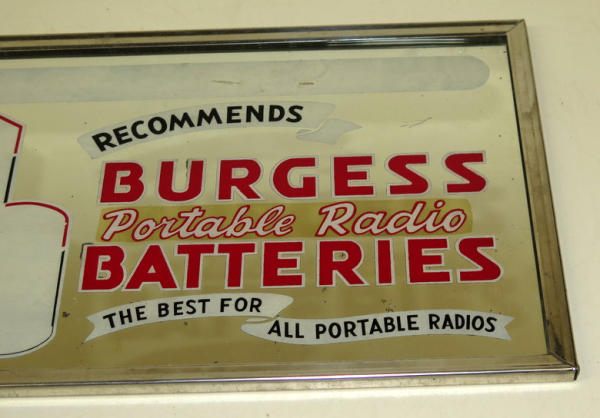 RECOMMENDS
BURGESS
Portable Radio
BATTERIES
THE BEST FOR
ALL PORTABLE RADIOS